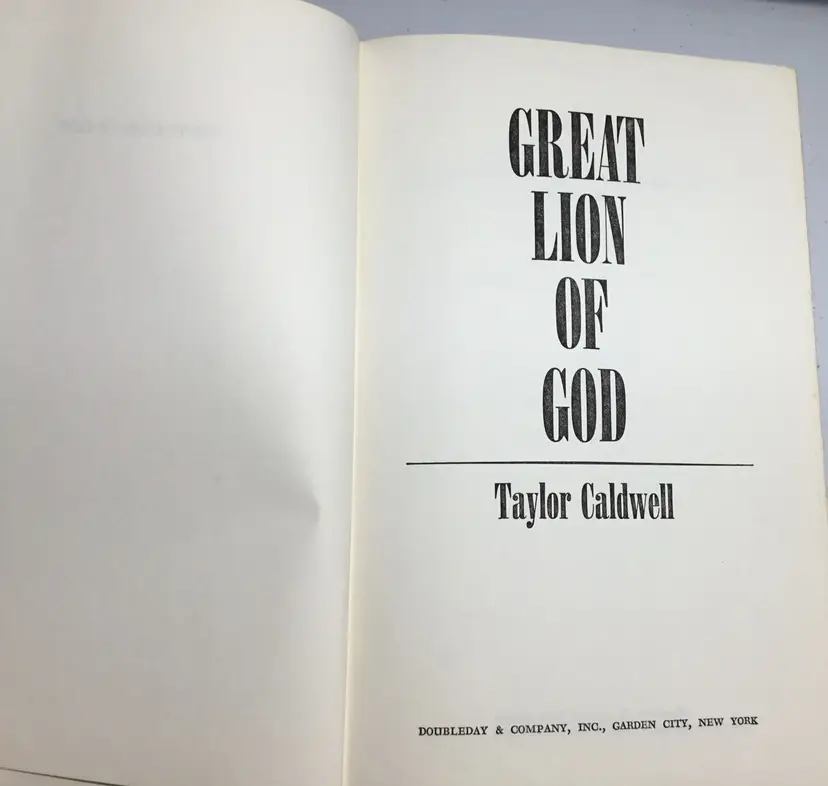 GREAT
LION
OF
GOD
Taylor Caldwell
DOUBLEDAY & COMPANY, INC., GARDEN CITY, NEW YORK